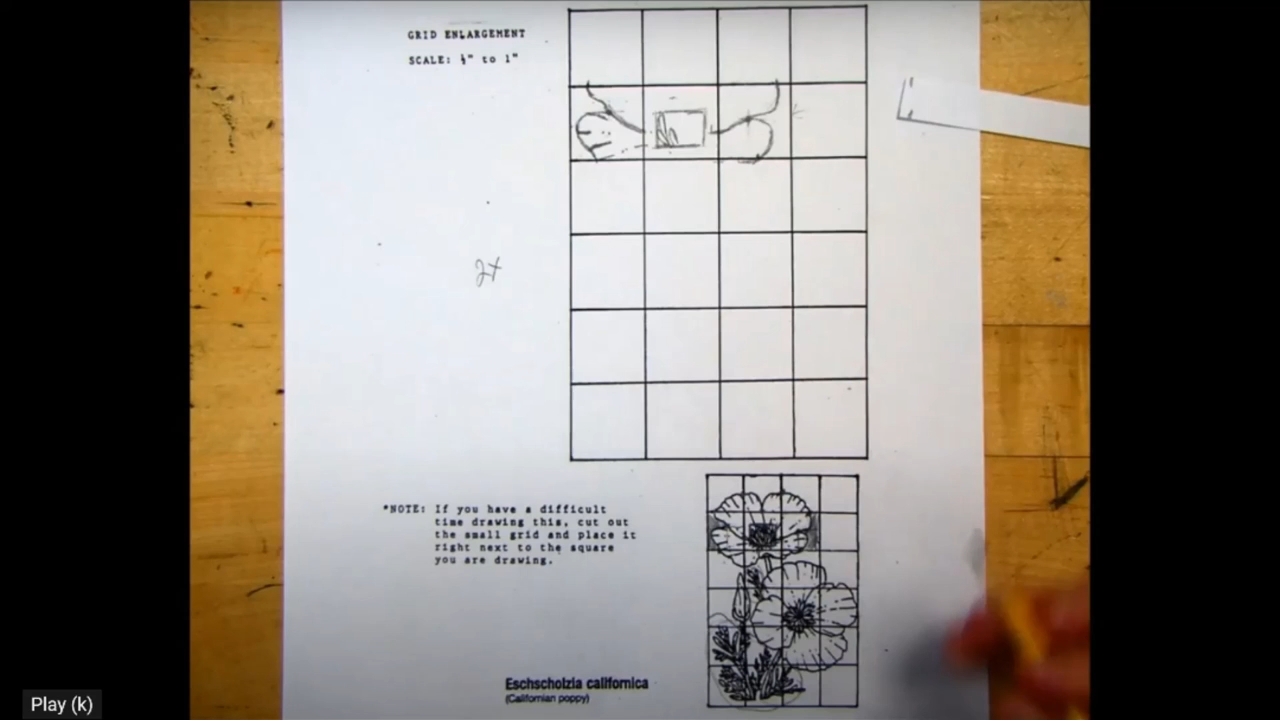 GRID ENLARGEMENT
SCALE: ½" to 1"
2x
*NOTE: If you have a difficult
time drawing this, cut out
the small grid and place it
right next to the square
you are drawing.
Eschscholzia californica
(Californian poppy)
Play (k)